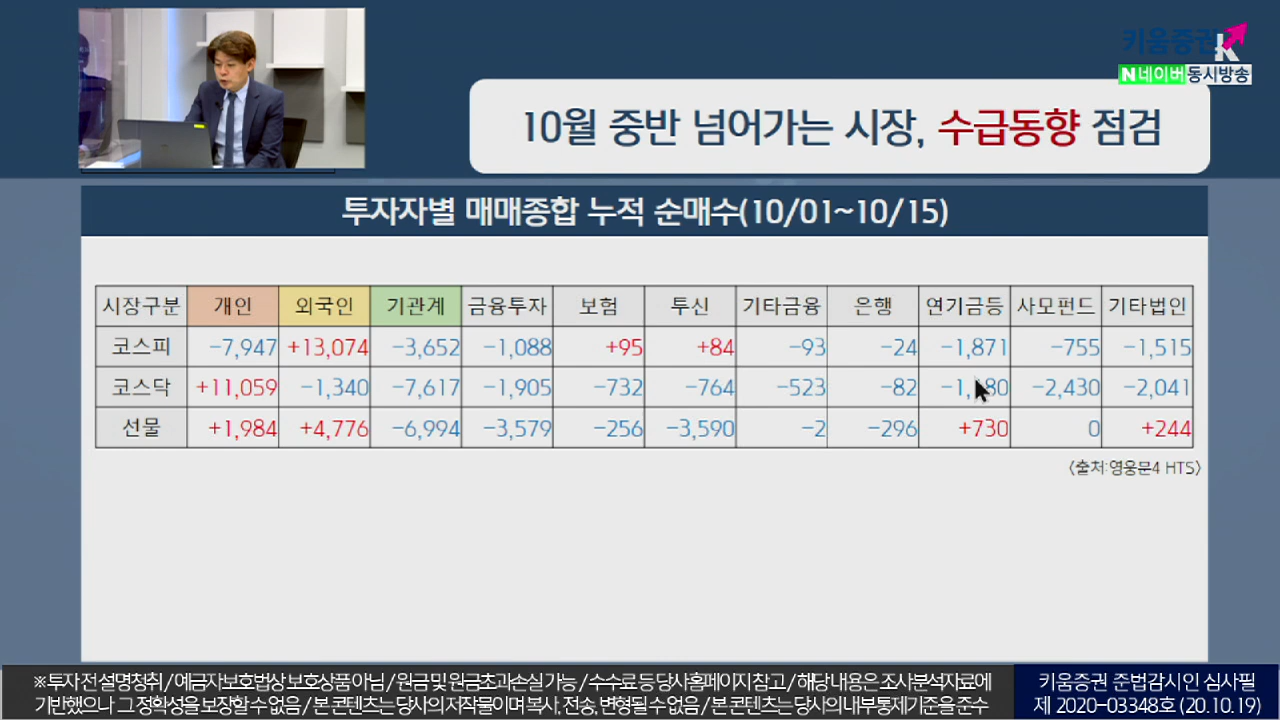 키움증권
N 네이버 동시방송
10월 중반 넘어가는 시장, 수급동향 점검
투자자별 매매종합 누적 순매수(10/01~10/15)
시장구분 개인 외국인 기관계 금융투자 보험 투신 기타금융 은행 연기금등 사모펀드 기타법인
코스피 -7,947 +13,074 -3,652 -1,088 +95 +84 -93 -24 -1,871 -755 -1,515
코스닥 +11,059 -1,340 -7,617 -1,905 -732 -764 -523 -82 -2,430 -2,041
선물 +1,984 +4,776 -6,994 -3,579 -256 -3,590 -2 -296 +730 0 +244
<출처:영웅문4 HTS>
※ 투자 전 설명청취 / 예금자보호법상 보호상품 아님 / 원금 및 원금초과손실 가능 / 수수료 등 당사홈페이지 참고 / 해당 내용은 조사분석자료에
기반했으나 그 정확성을 보장할 수 없음 / 본 콘텐츠는 당사의 저작물이며 복사, 전송, 변형될 수 없음 / 본 콘텐츠는 당사의 내부통제기준을 준수
키움증권 준법감시인 심사필
제 2020-03348호 (20.10.19)